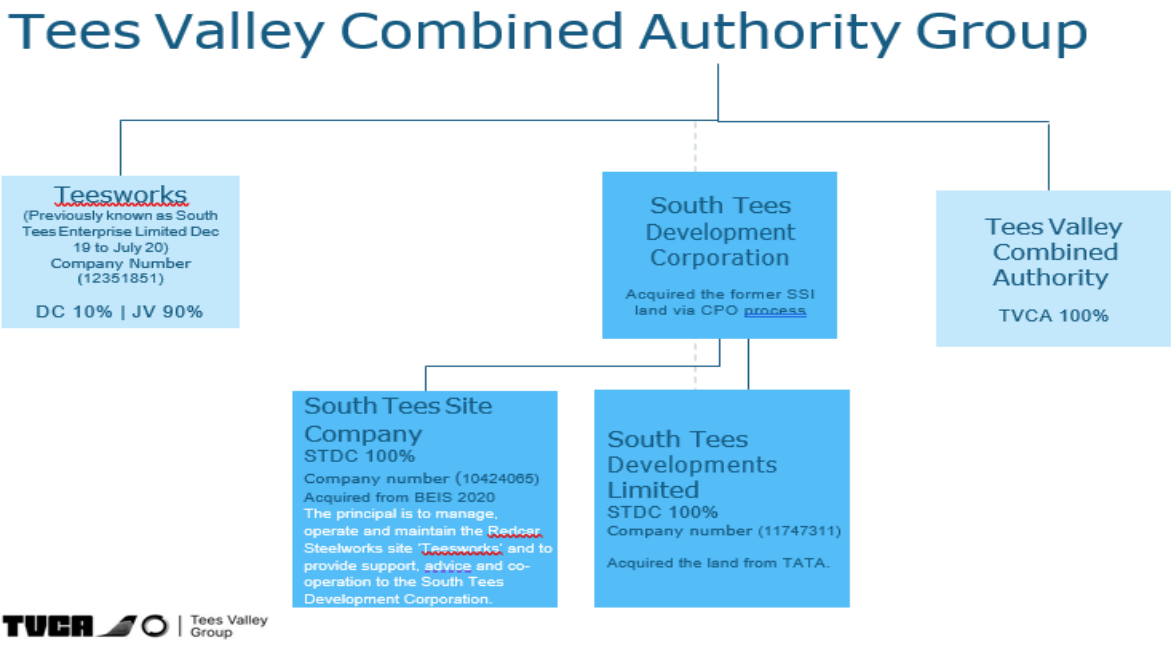 Tees Valley Combined Authority Group
Teesworks
(Previously known as South
Tees Enterprise Limited Dec
19 to July 20)
Company Number
(12351851)
DC 10% | JV 90%
South Tees
Development
Corporation
Acquired the former SSI
land via CPO process
Tees Valley
Combined
Authority
TVCA 100%
South Tees Site
Company
STDC 100%
Company number (10424065)
Acquired from BEIS 2020
The principal is to manage,
operate and maintain the Redcar
Steelworks site 'Teesworks' and to
provide support, advice and co-
operation to the South Tees
Development Corporation.
South Tees
Developments
Limited
STDC 100%
Company number (11747311)
Acquired the land from TATA.
TVCA
Tees Valley
Group